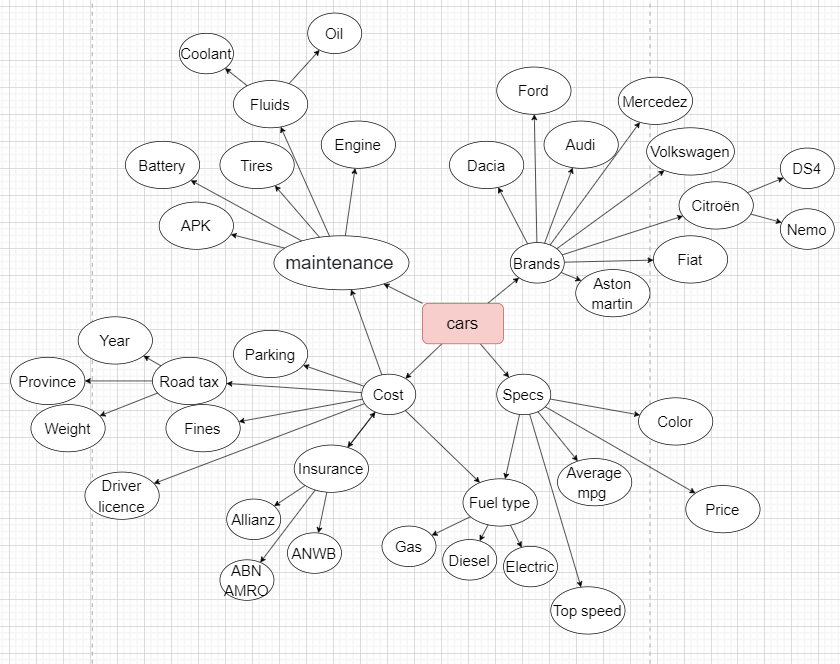 Oil
Coolant
Fluids
Engine
Battery
Tires
APK
maintenance
Ford
Mercedez
Audi
Volkswagen
Dacia
DS4
Citroën
Nemo
Brands
Fiat
Aston
martin
cars
Year
Parking
Province
Road tax
Cost
Specs
Weight
Fines
Color
Insurance
Average
mpg
Driver
licence
Fuel type
Price
Allianz
ANWB
Gas
Diesel
Electric
ABN
AMRO
Top speed